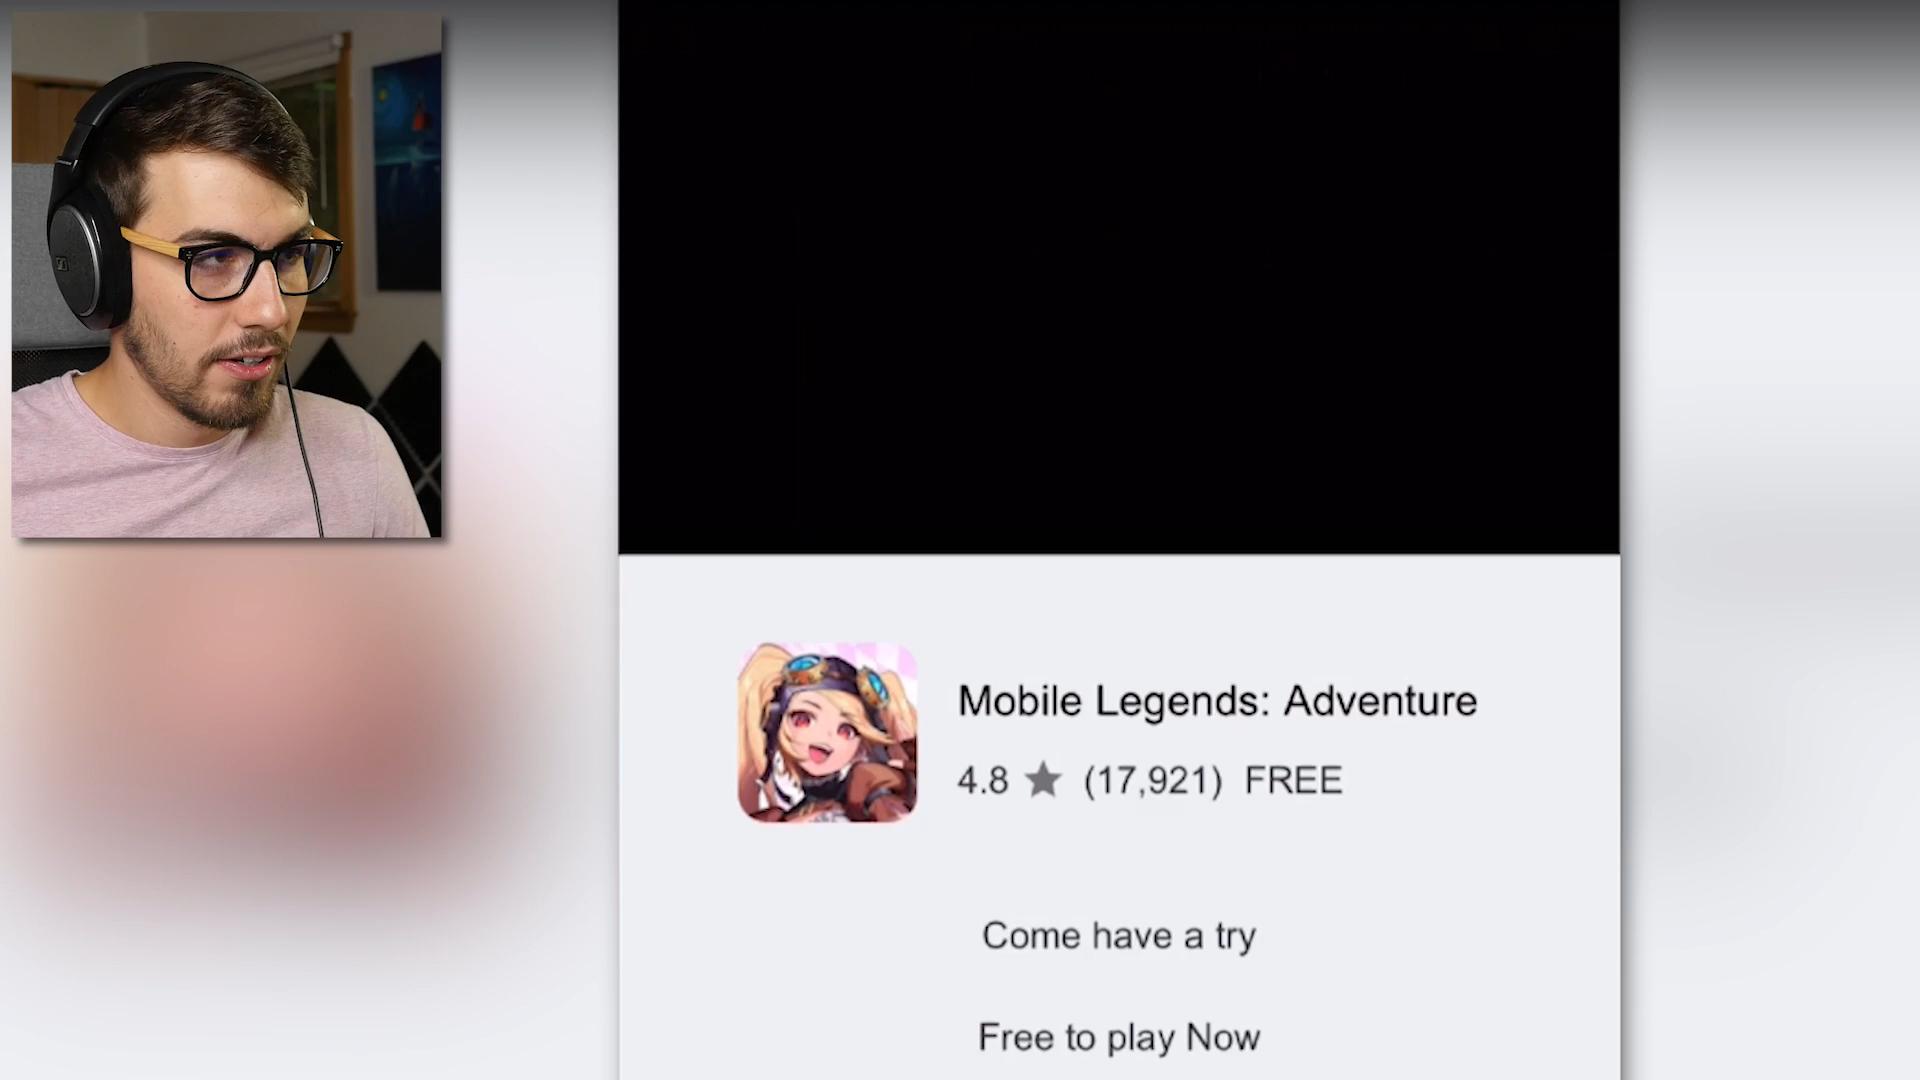 Mobile Legends: Adventure
4.8 ★ (17,921) FREE
Come have a try
Free to play Now